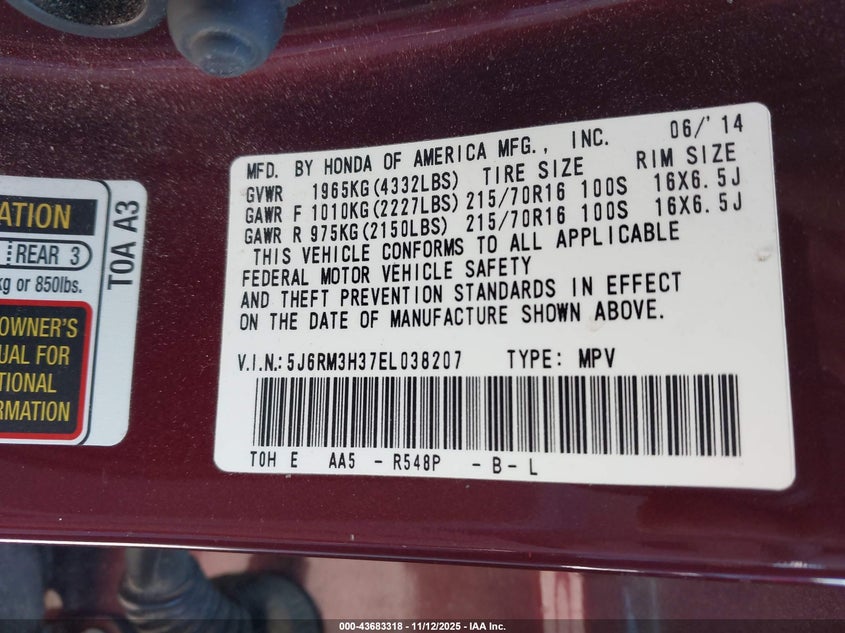 MFD. BY HONDA OF AMERICA MFG., INC. 06/'14
GVWR 1965KG(4332LBS) TIRE SIZE RIM SIZE
GAWR F 1010KG(2227LBS) 215/70R16 100S 16X6.5J
GAWR R 975KG(2150LBS) 215/70R16 100S 16X6.5J
THIS VEHICLE CONFORMS TO ALL APPLICABLE
FEDERAL MOTOR VEHICLE SAFETY
AND THEFT PREVENTION STANDARDS IN EFFECT
ON THE DATE OF MANUFACTURE SHOWN ABOVE.
V.I.N.:5J6RM3H37EL038207 TYPE: MPV
T0H E AA5 - R548P - B - L
ATION
REAR 3
kg or 850lbs.
OWNER'S
UAL FOR
TIONAL
RMATION
T0A A3
000-43683318 - 11/12/2025 - IAA Inc.